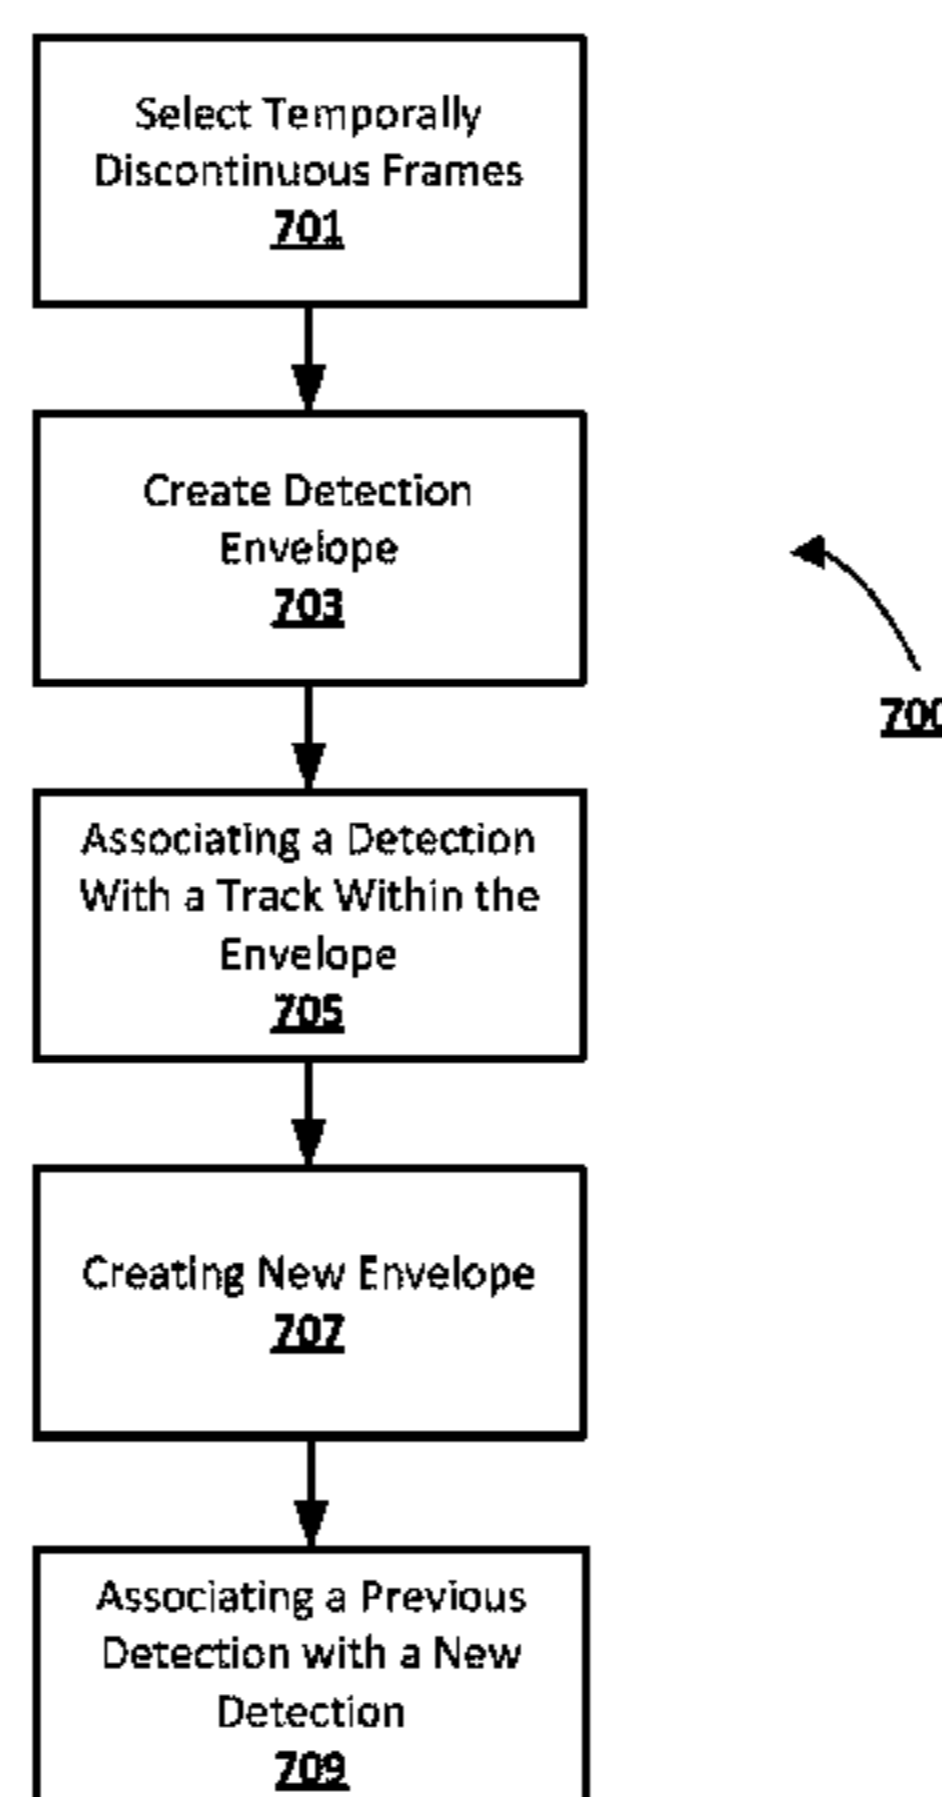 Select Temporally
Discontinuous Frames
701
Create Detection
Envelope
703
700
Associating a Detection
With a Track Within the
Envelope
705
Creating New Envelope
707
Associating a Previous
Detection with a New
Detection
709